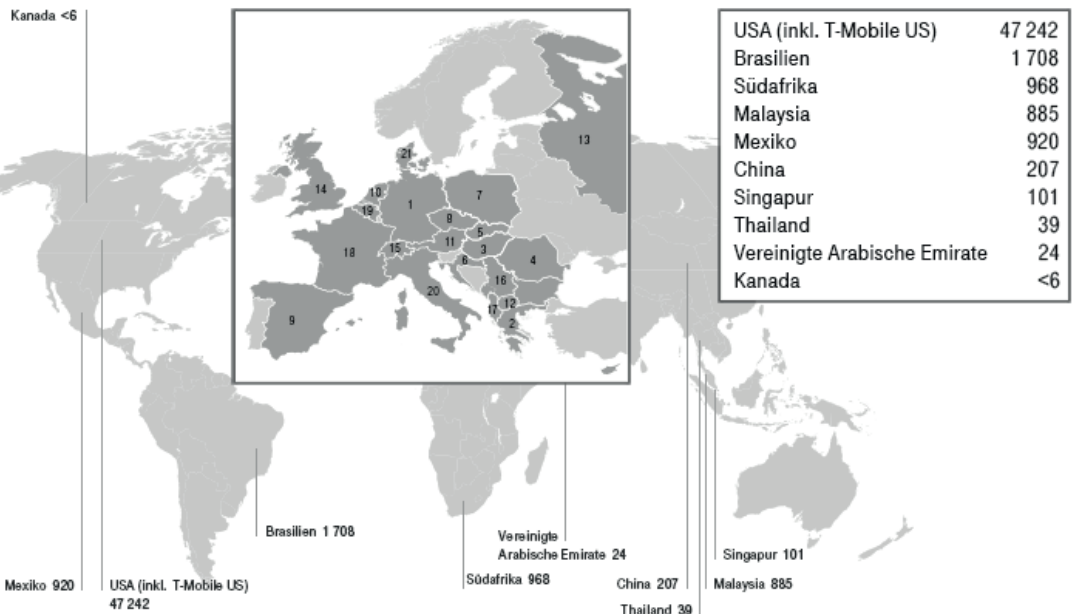 Kanada <6
USA (inkl. T-Mobile US) 47 242
Brasilien 1 708
Südafrika 968
Malaysia 885
Mexiko 920
China 207
Singapur 101
Thailand 39
Vereinigte Arabische Emirate 24
Kanada <6
21
13
14
10
7
19
1
8
5
18
15
11
3
4
6
16
20
9
17
12
2
Brasilien 1 708
Vereinigte
Arabische Emirate 24
Singapur 101
Mexiko 920
USA (inkl. T-Mobile US)
47 242
Südafrika 968
China 207
Malaysia 885
Thailand 39